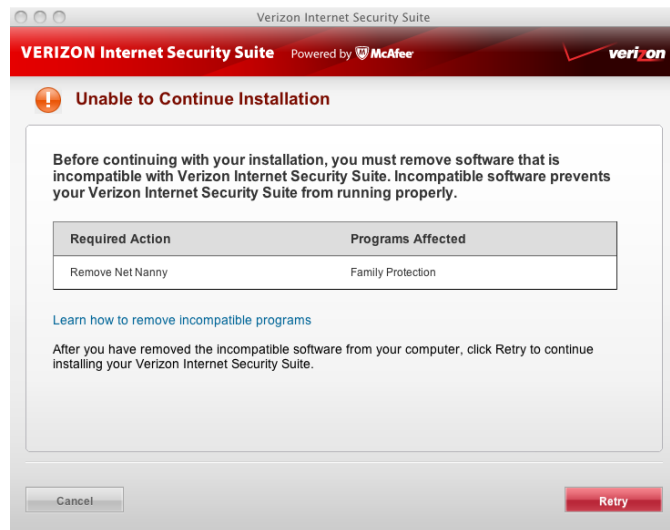 Verizon Internet Security Suite
VERIZON Internet Security Suite Powered by McAfee verizon
Unable to Continue Installation
Before continuing with your installation, you must remove software that is
incompatible with Verizon Internet Security Suite. Incompatible software prevents
your Verizon Internet Security Suite from running properly.
Required Action Programs Affected
Remove Net Nanny Family Protection
Learn how to remove incompatible programs
After you have removed the incompatible software from your computer, click Retry to continue
installing your Verizon Internet Security Suite.
Cancel Retry